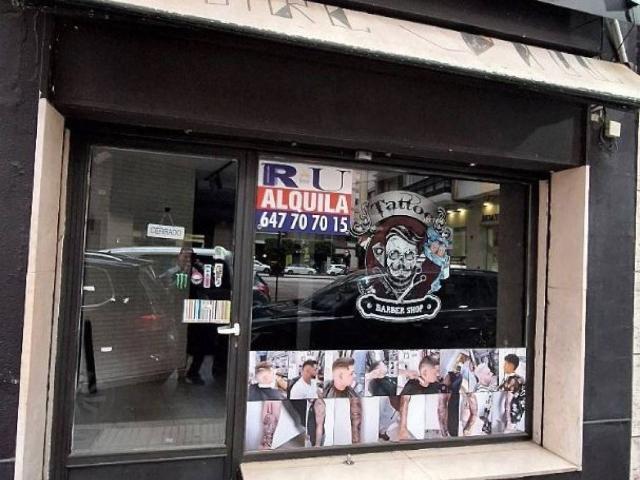 R U
ALQUILA
647 70 70 15
Tattoo
BARBER SHOP
CERRADO